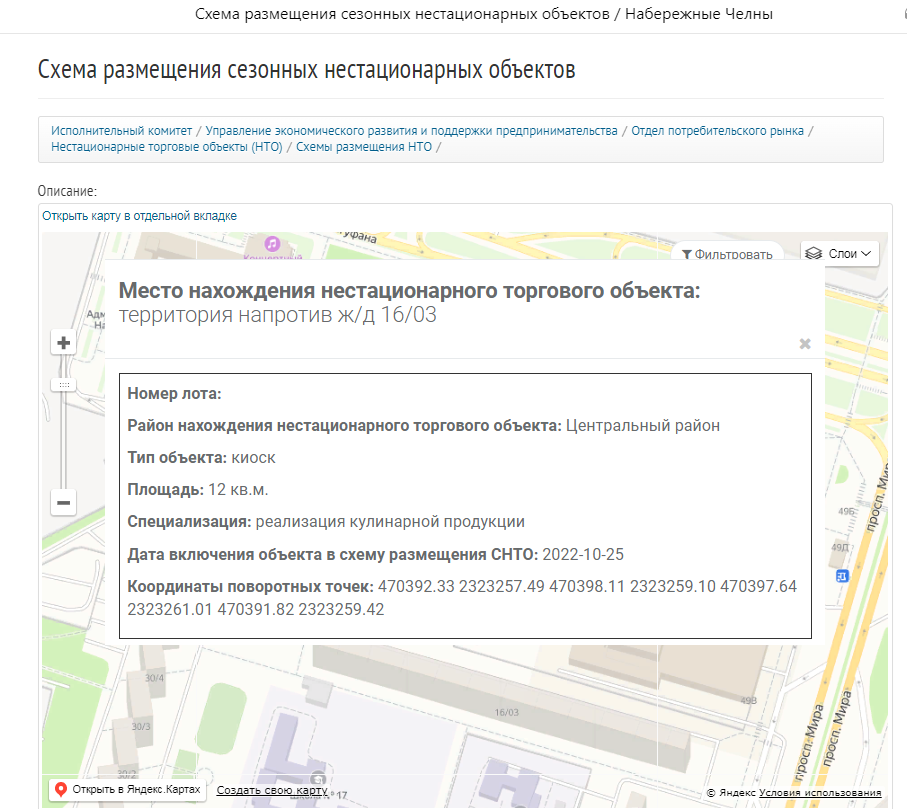 Схема размещения сезонных нестационарных объектов / Набережные Челны
Схема размещения сезонных нестационарных объектов
Исполнительный комитет / Управление экономического развития и поддержки предпринимательства / Отдел потребительского рынка /
Нестационарные торговые объекты (НТО) / Схемы размещения НТО /
Описание:
Открыть карту в отдельной вкладке
Фильтровать
Слои
Место нахождения нестационарного торгового объекта:
территория напротив ж/д 16/03
Номер лота:
Район нахождения нестационарного торгового объекта: Центральный район
Тип объекта: киоск
Площадь: 12 кв.м.
Специализация: реализация кулинарной продукции
Дата включения объекта в схему размещения СНТО: 2022-10-25
Координаты поворотных точек: 470392.33 2323257.49 470398.11 2323259.10 470397.64
2323261.01 470391.82 2323259.42
просп. Мира
49Б
49Д
30/4
30/3
30/2
16/03
49В
просп. Мира
просп. Мира
Открыть в Яндекс.Картах
Создать свою карту
17
© Яндекс Условия использования